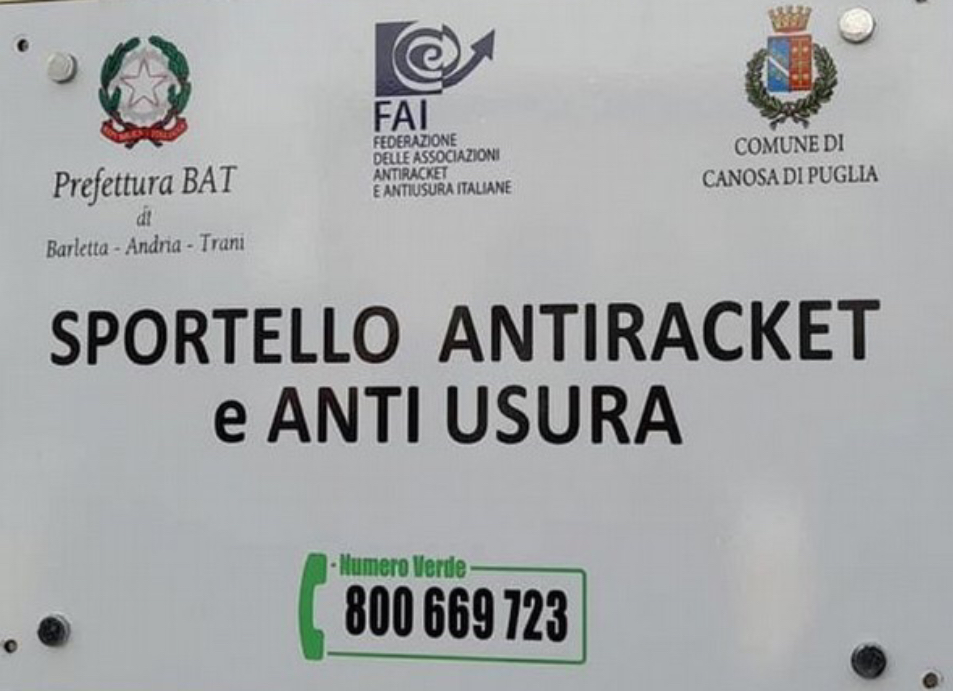 Prefettura BAT
di
Barletta - Andria - Trani
FAI
FEDERAZIONE
DELLE ASSOCIAZIONI
ANTIRACKET
E ANTIUSURA ITALIANE
COMUNE DI
CANOSA DI PUGLIA
SPORTELLO ANTIRACKET
e ANTI USURA
Numero Verde
800 669 723